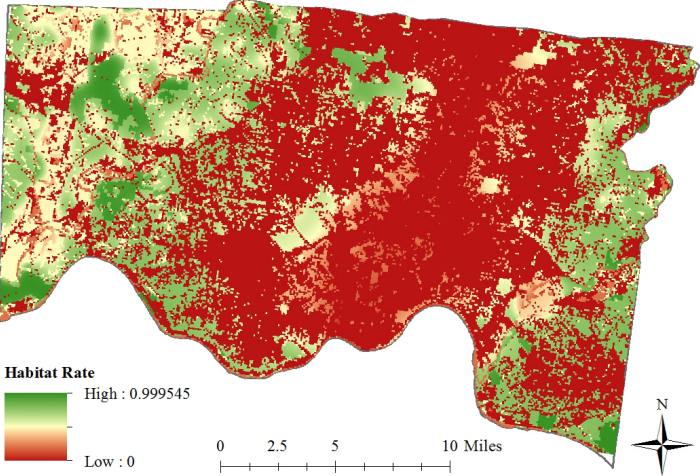 Habitat Rate
High : 0.999545
Low : 0
0 2.5 5 10 Miles
N